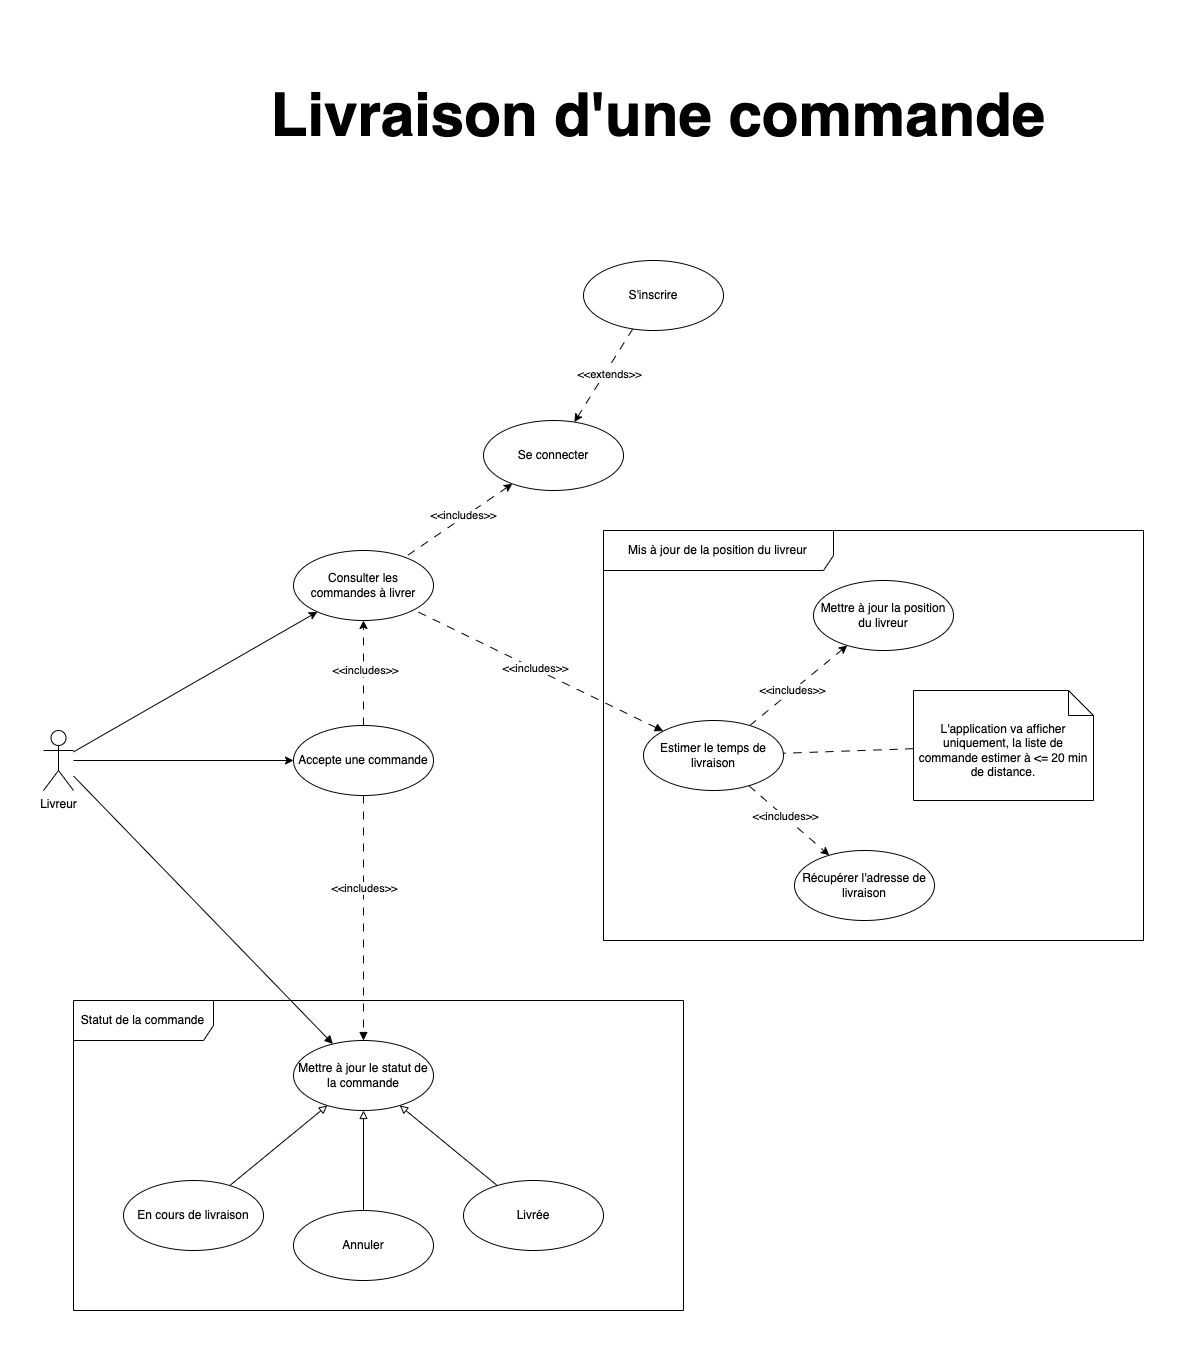 Livraison d'une commande
S'inscrire
<<extends>>
Se connecter
<<includes>>
Mis à jour de la position du livreur
Consulter les
commandes à livrer
Mettre à jour la position
du livreur
<<includes>>
<<includes>>
<<includes>>
L'application va afficher
uniquement, la liste de
commande estimer à <= 20 min
de distance.
Estimer le temps de
livraison
Accepte une commande
Livreur
<<includes>>
Récupérer l'adresse de
livraison
<<includes>>
Statut de la commande
Mettre à jour le statut de
la commande
En cours de livraison
Livrée
Annuler